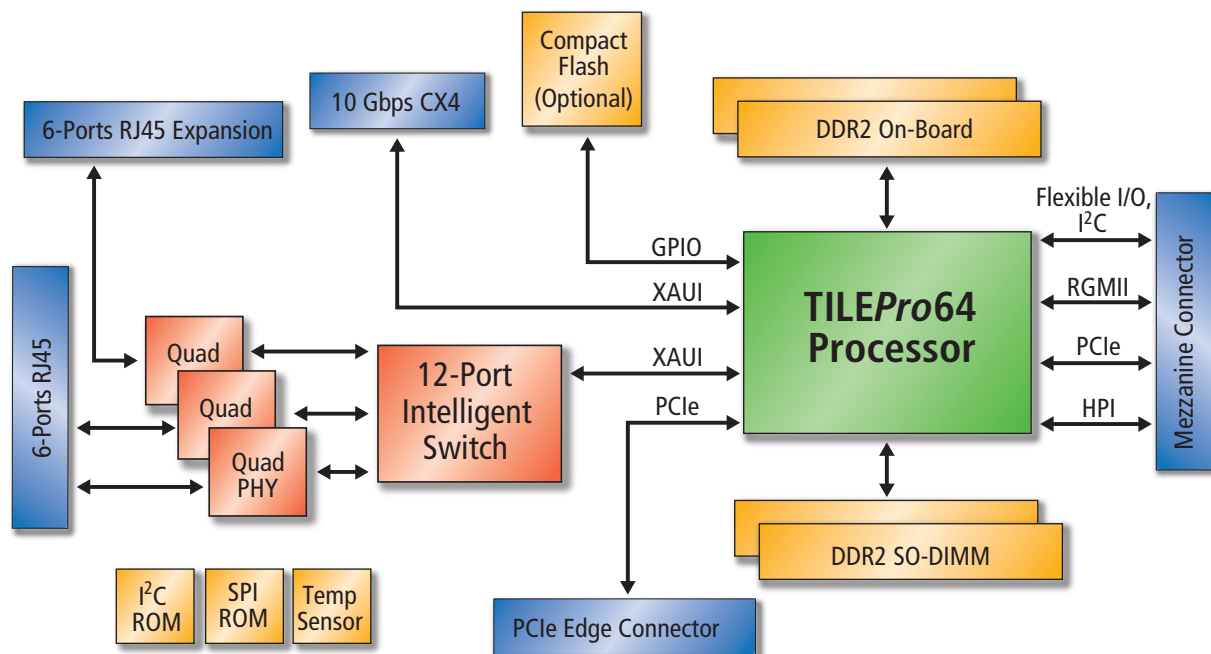 Compact
Flash
(Optional)
10 Gbps CX4
6-Ports RJ45 Expansion
DDR2 On-Board
Flexible I/O,
I²C
GPIO
XAUI
RGMII
TILEPro64
Processor
Mezzanine Connector
6-Ports RJ45
Quad
Quad
Quad
PHY
12-Port
Intelligent
Switch
XAUI
PCIe
PCIe
HPI
DDR2 SO-DIMM
I²C
ROM
SPI
ROM
Temp
Sensor
PCIe Edge Connector